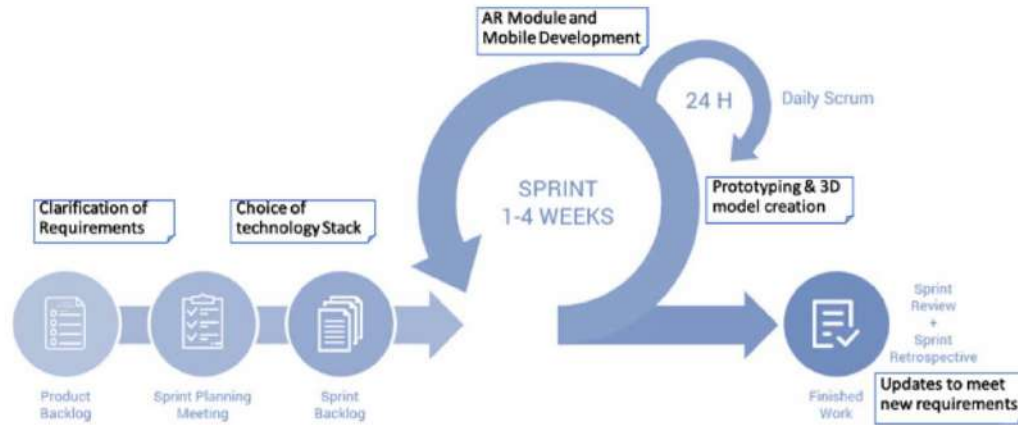 AR Module and
Mobile Development
24 H
Daily Scrum
SPRINT
1-4 WEEKS
Prototyping & 3D
model creation
Clarification of
Requirements
Choice of
technology Stack
Product
Backlog
Sprint Planning
Meeting
Sprint
Backlog
Finished
Work
Sprint
Review
+
Sprint
Retrospective
Updates to meet
new requirements